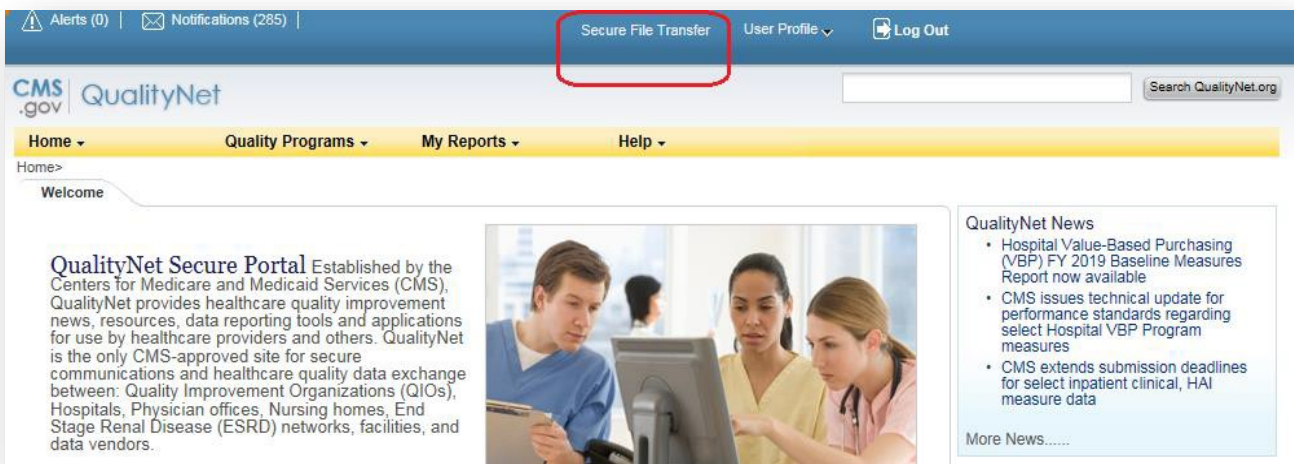 Alerts (0) | Notifications (285) |
Secure File Transfer User Profile Log Out
CMS .gov QualityNet
Search QualityNet.org
Home Quality Programs My Reports Help
Home>
Welcome
QualityNet Secure Portal Established by the
Centers for Medicare and Medicaid Services (CMS),
QualityNet provides healthcare quality improvement
news, resources, data reporting tools and applications
for use by healthcare providers and others. QualityNet
is the only CMS-approved site for secure
communications and healthcare quality data exchange
between: Quality Improvement Organizations (QIOs),
Hospitals, Physician offices, Nursing homes, End
Stage Renal Disease (ESRD) networks, facilities, and
data vendors.
QualityNet News
• Hospital Value-Based Purchasing
(VBP) FY 2019 Baseline Measures
Report now available
• CMS issues technical update for
performance standards regarding
select Hospital VBP Program
measures
• CMS extends submission deadlines
for select inpatient clinical, HAI
measure data
More News......